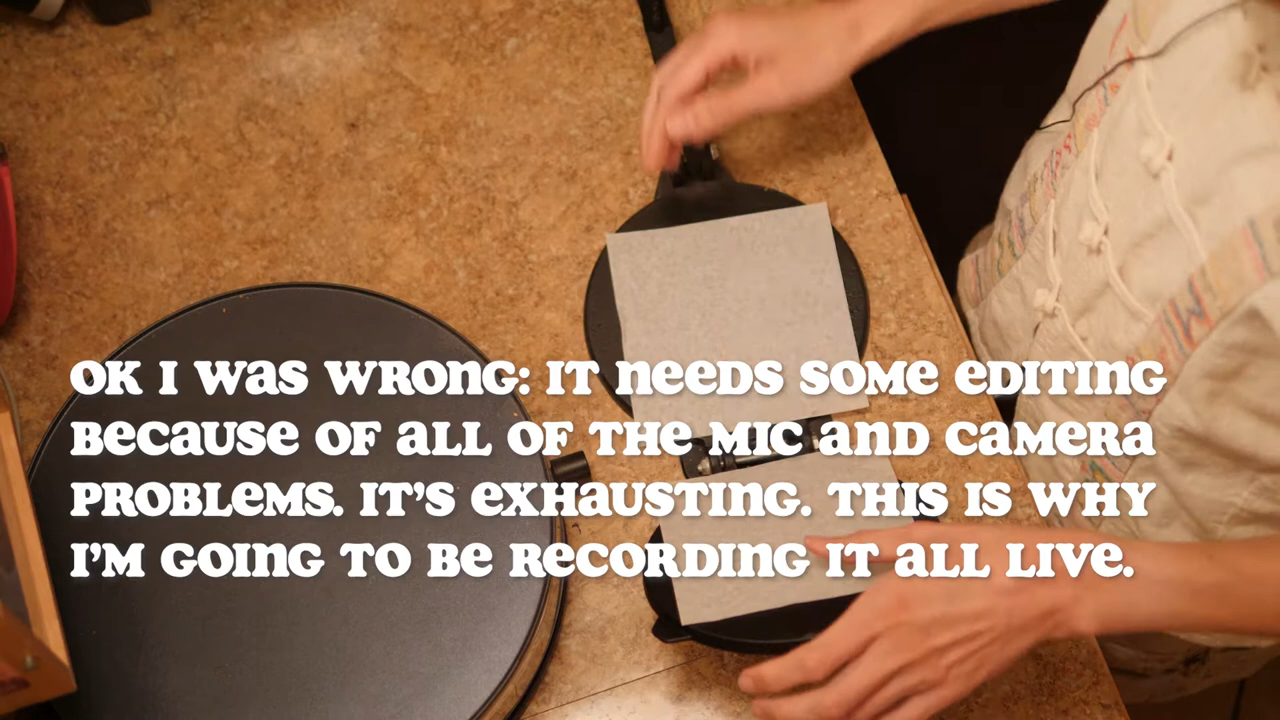 OK I WAS WRONG: IT NEEDS SOME EDITING
BECAUSE OF ALL OF THE MIC AND CAMERA
PROBLEMS. IT'S EXHAUSTING. THIS IS WHY
I'M GOING TO BE RECORDING IT ALL LIVE.